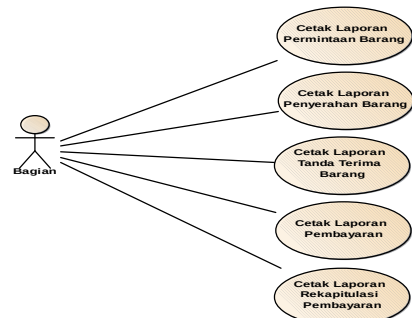 Cetak Laporan
Permintaan Barang
Cetak Laporan
Penyerahan Barang
Cetak Laporan
Tanda Terima
Barang
Bagian
Cetak Laporan
Pembayaran
Cetak Laporan
Rekapitulasi
Pembayaran